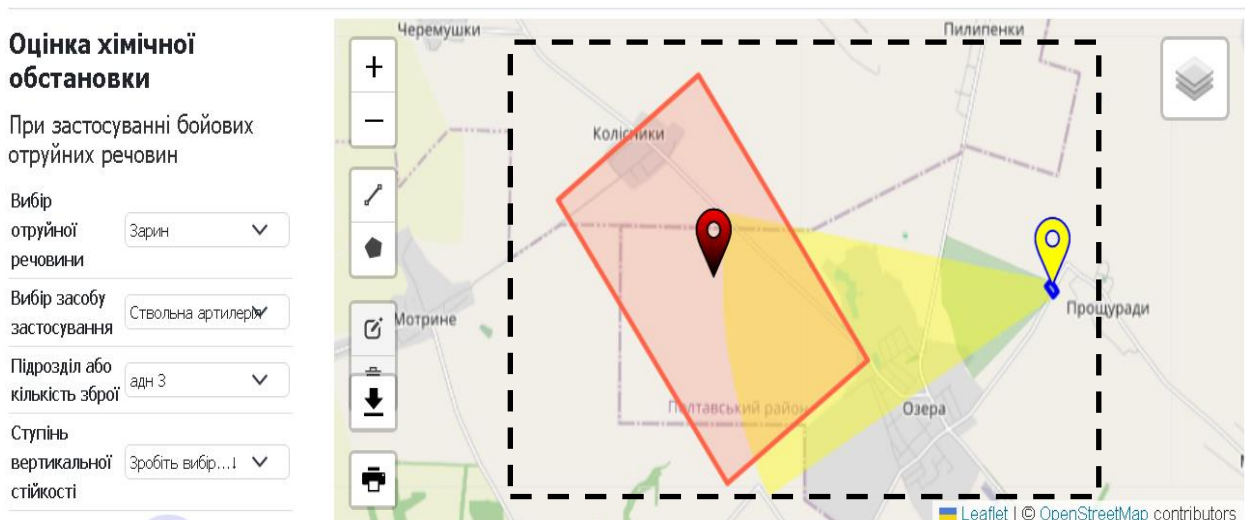 Оцінка хімічної
обстановки
При застосуванні бойових
отруйних речовин
Вибір
отруйної
речовини
Зарин
Вибір засобу
застосування
Ствольна артилерія
Підрозділ або
кількість зброї
адн 3
Ступінь
вертикальної
стійкості
Зробіть вибір...↓
+
−
Черемушки
Пилипенки
Колісники
Мотрине
Прощуради
Полтавський район
Озера
Leaflet | © OpenStreetMap contributors